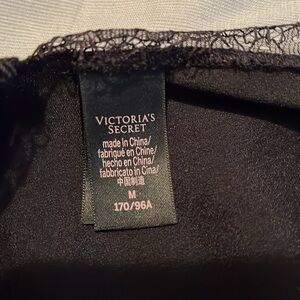 VICTORIA'S
SECRET
made in China/
fabriqué en Chine/
hecho en China/
fabbricato in Cina/
中国制造
M
170/96A